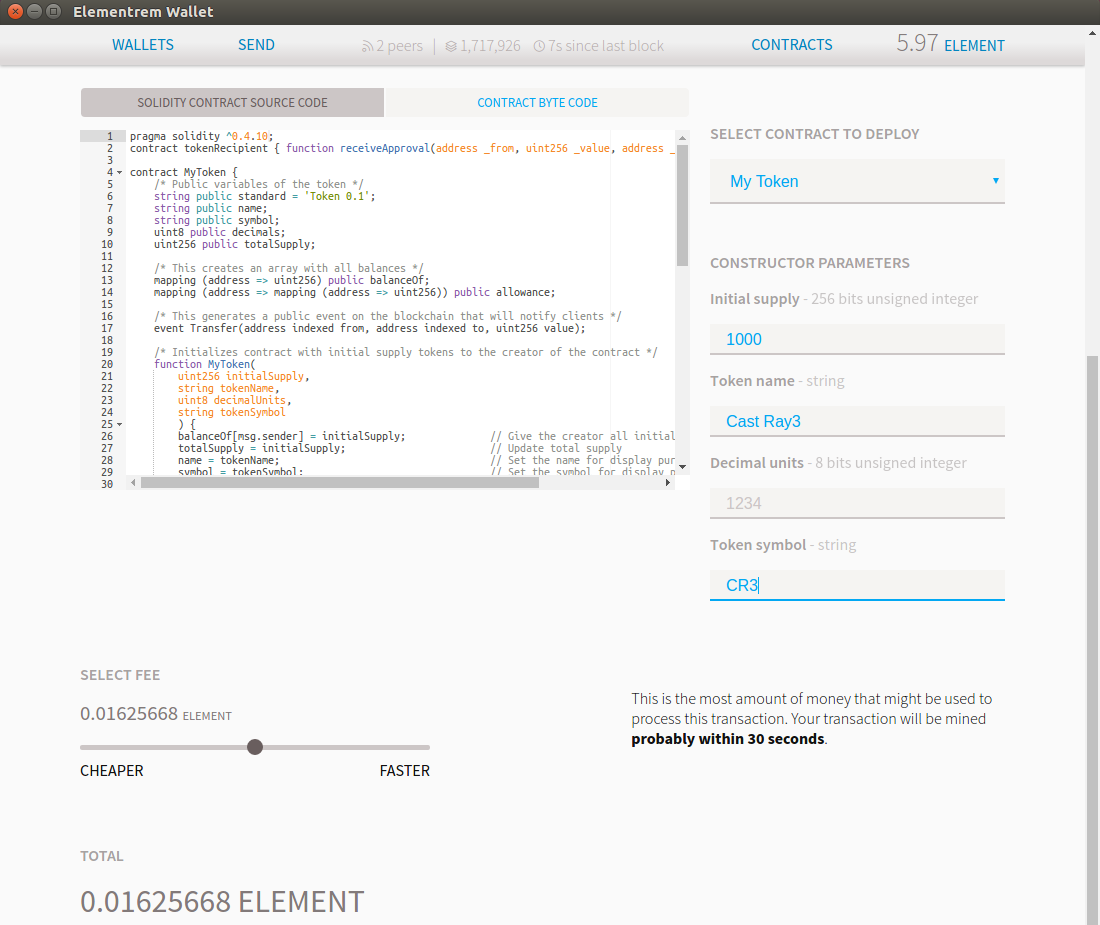 Elementrem Wallet
WALLETS SEND 2 peers | 1,717,926 7s since last block CONTRACTS 5.97 ELEMENT
SOLIDITY CONTRACT SOURCE CODE CONTRACT BYTE CODE
1 pragma solidity ^0.4.10;
2 contract tokenRecipient { function receiveApproval(address _from, uint256 _value, address _
3
4 contract MyToken {
5 /* Public variables of the token */
6 string public standard = 'Token 0.1';
7 string public name;
8 string public symbol;
9 uint8 public decimals;
10 uint256 public totalSupply;
11
12 /* This creates an array with all balances */
13 mapping (address => uint256) public balanceOf;
14 mapping (address => mapping (address => uint256)) public allowance;
15
16 /* This generates a public event on the blockchain that will notify clients */
17 event Transfer(address indexed from, address indexed to, uint256 value);
18
19 /* Initializes contract with initial supply tokens to the creator of the contract */
20 function MyToken(
21 uint256 initialSupply,
22 string tokenName,
23 uint8 decimalUnits,
24 string tokenSymbol
25 ) {
26 balanceOf[msg.sender] = initialSupply; // Give the creator all initial
27 totalSupply = initialSupply; // Update total supply
28 name = tokenName; // Set the name for display pur
29 symbol = tokenSymbol; // Set the symbol for display p
30
SELECT CONTRACT TO DEPLOY
My Token
CONSTRUCTOR PARAMETERS
Initial supply - 256 bits unsigned integer
1000
Token name - string
Cast Ray3
Decimal units - 8 bits unsigned integer
1234
Token symbol - string
CR3
SELECT FEE
0.01625668 ELEMENT
CHEAPER FASTER
This is the most amount of money that might be used to
process this transaction. Your transaction will be mined
probably within 30 seconds.
TOTAL
0.01625668 ELEMENT